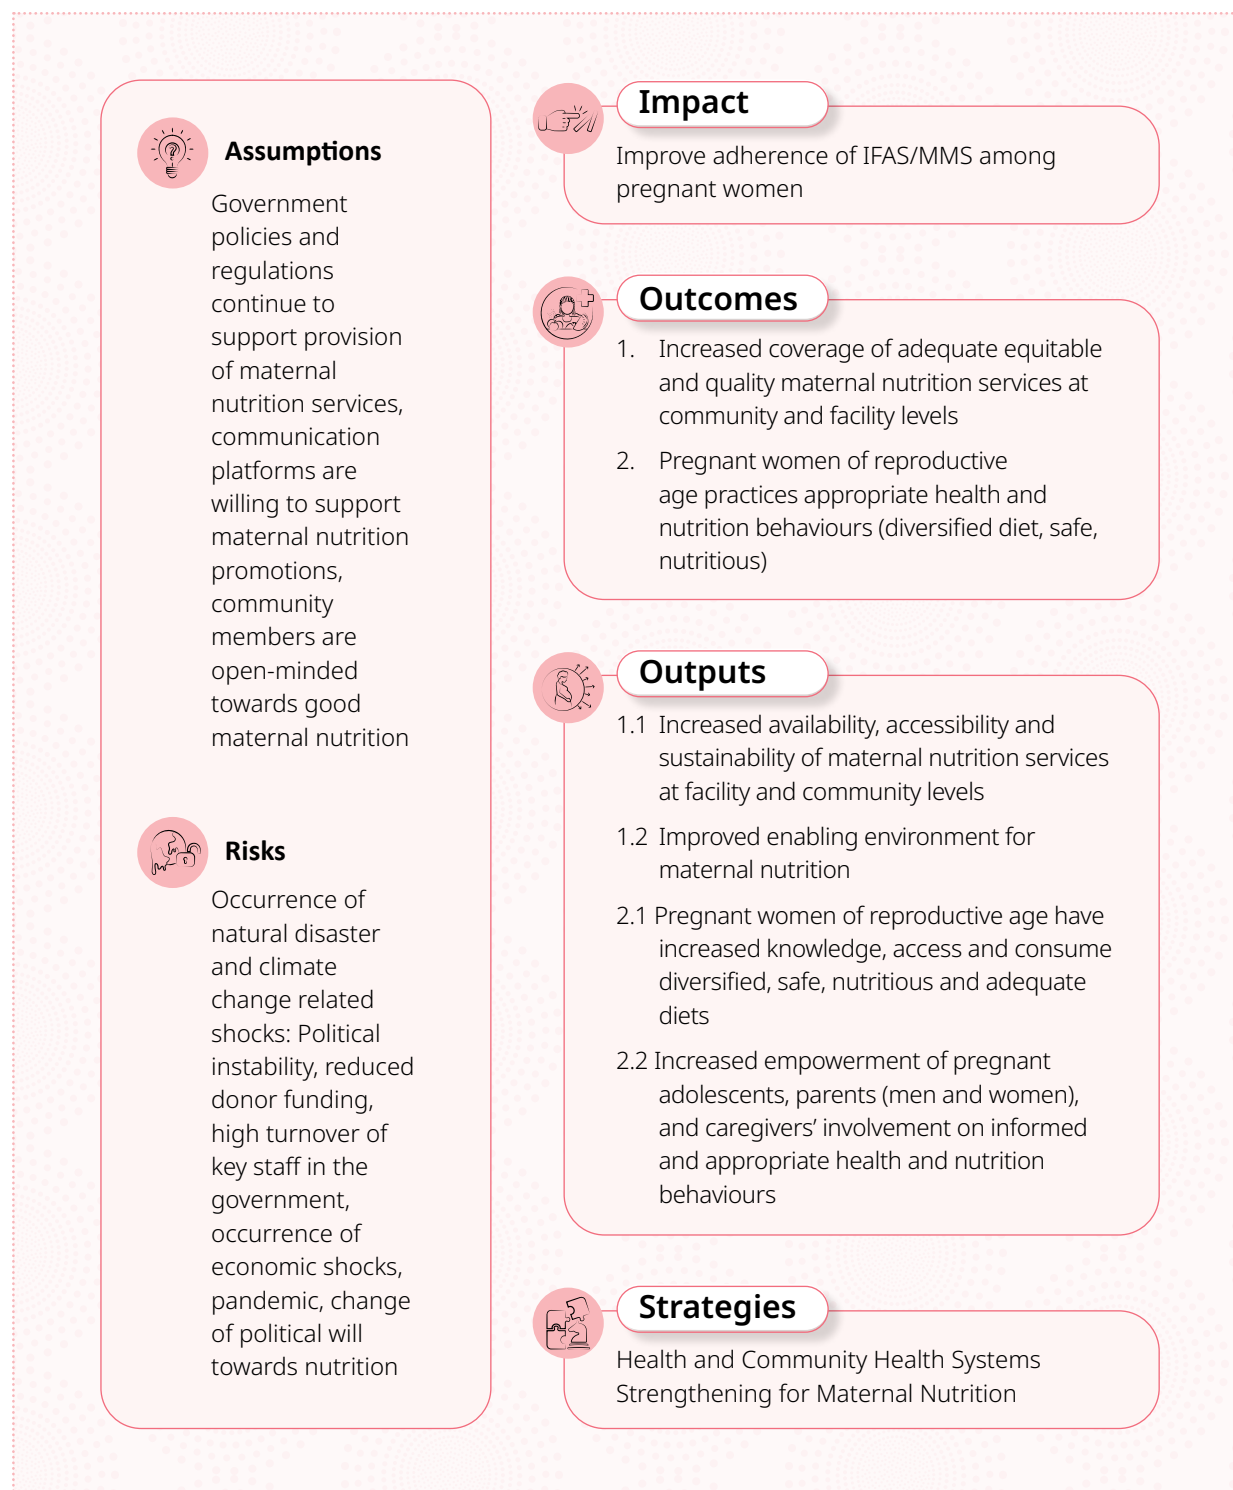 Assumptions
Government
policies and
regulations
continue to
support provision
of maternal
nutrition services,
communication
platforms are
willing to support
maternal nutrition
promotions,
community
members are
open-minded
towards good
maternal nutrition
Risks
Occurrence of
natural disaster
and climate
change related
shocks: Political
instability, reduced
donor funding,
high turnover of
key staff in the
government,
occurrence of
economic shocks,
pandemic, change
of political will
towards nutrition
Impact
Improve adherence of IFAS/MMS among
pregnant women
Outcomes
1. Increased coverage of adequate equitable
and quality maternal nutrition services at
community and facility levels
2. Pregnant women of reproductive
age practices appropriate health and
nutrition behaviours (diversified diet, safe,
nutritious)
Outputs
1.1 Increased availability, accessibility and
sustainability of maternal nutrition services
at facility and community levels
1.2 Improved enabling environment for
maternal nutrition
2.1 Pregnant women of reproductive age have
increased knowledge, access and consume
diversified, safe, nutritious and adequate
diets
2.2 Increased empowerment of pregnant
adolescents, parents (men and women),
and caregivers’ involvement on informed
and appropriate health and nutrition
behaviours
Strategies
Health and Community Health Systems
Strengthening for Maternal Nutrition